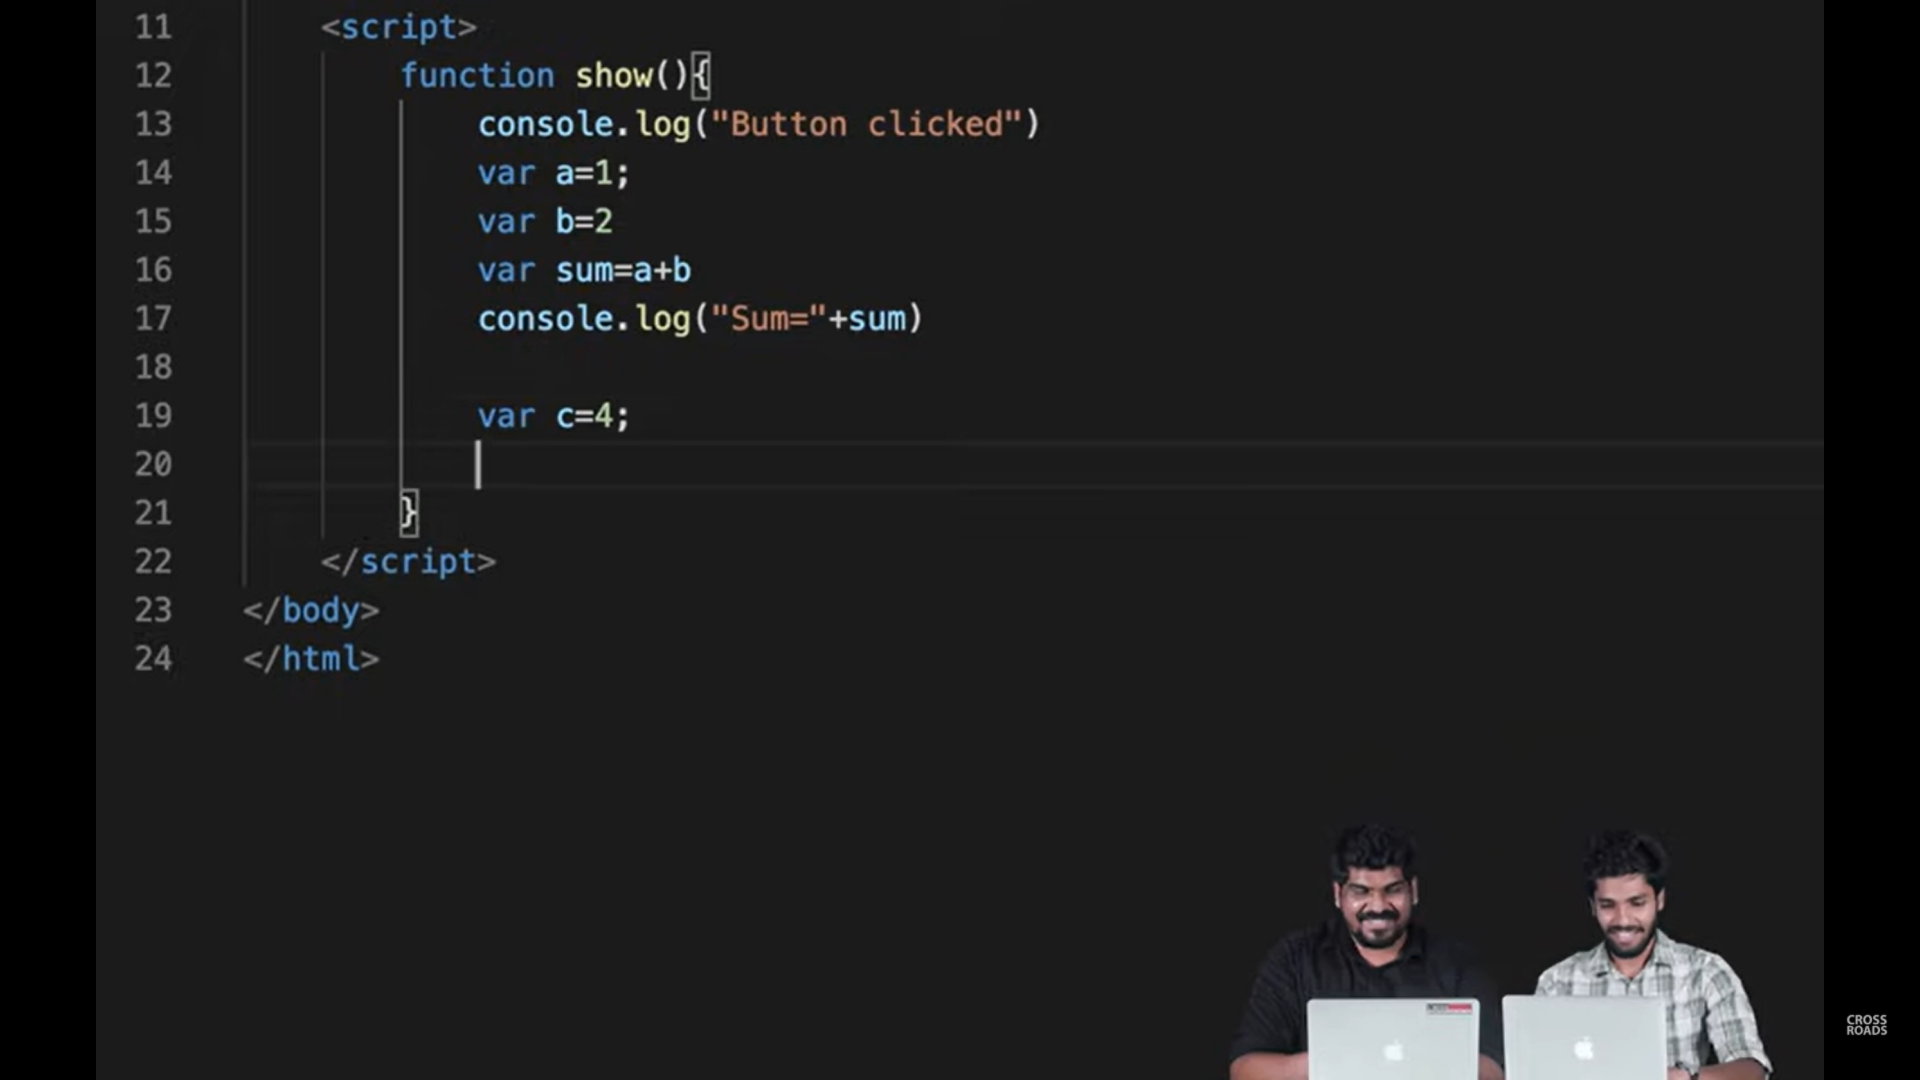 11 <script>
12 function show(){
13 console.log("Button clicked")
14 var a=1;
15 var b=2
16 var sum=a+b
17 console.log("Sum="+sum)
18
19 var c=4;
20
21 }
22 </script>
23 </body>
24 </html>
CROSS
ROADS